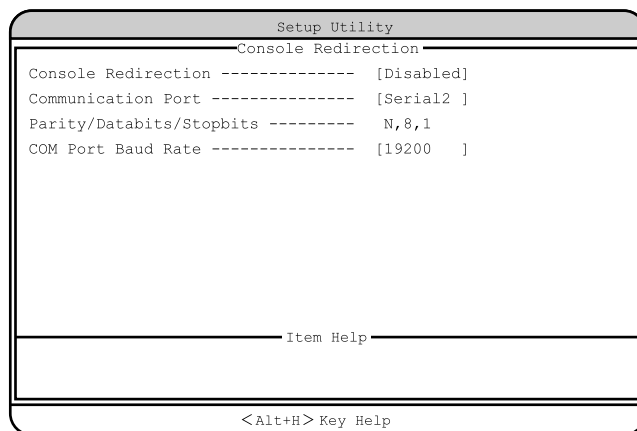 Setup Utility
Console Redirection
Console Redirection -------------- [Disabled]
Communication Port --------------- [Serial2 ]
Parity/Databits/Stopbits --------- N,8,1
COM Port Baud Rate --------------- [19200   ]
Item Help
<Alt+H> Key Help